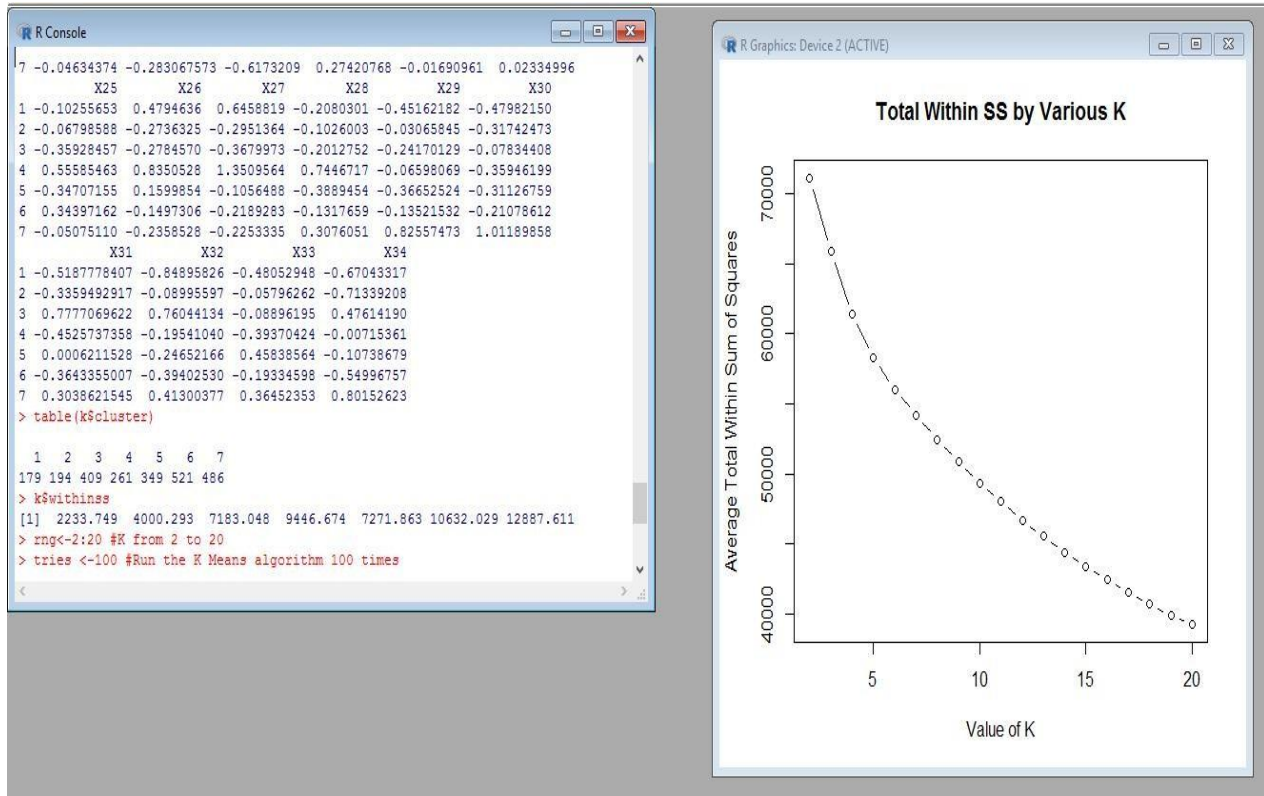 R Console
7 -0.04634374 -0.283067573 -0.6173209 0.27420768 -0.01690961 0.02334996
X25 X26 X27 X28 X29 X30
1 -0.10255653 0.4794636 0.6458819 -0.2080301 -0.45162182 -0.47982150
2 -0.06798588 -0.2736325 -0.2951364 -0.1026003 -0.03065845 -0.31742473
3 -0.35928457 -0.2784570 -0.3679973 -0.2012752 -0.24170129 -0.07834408
4 0.55585463 0.8350528 1.3509564 0.7446717 -0.06598069 -0.35946199
5 -0.34707155 0.1599854 -0.1056488 -0.3889454 -0.36652524 -0.31126759
6 0.34397162 -0.1497306 -0.2189283 -0.1317659 -0.13521532 -0.21078612
7 -0.05075110 -0.2358528 -0.2253335 0.3076051 0.82557473 1.01189858
X31 X32 X33 X34
1 -0.5187778407 -0.84895826 -0.48052948 -0.67043317
2 -0.3359492917 -0.08995597 -0.05796262 -0.71339208
3 0.7777069622 0.76044134 -0.08896195 0.47614190
4 -0.4525737358 -0.19541040 -0.39370424 -0.00715361
5 0.0006211528 -0.24652166 0.45838564 -0.10738679
6 -0.3643355007 -0.39402530 -0.19334598 -0.54996757
7 0.3038621545 0.41300377 0.36452353 0.80152623
> table(k$cluster)
1 2 3 4 5 6 7
179 194 409 261 349 521 486
> k$withinss
[1] 2233.749 4000.293 7183.048 9446.674 7271.863 10632.029 12887.611
> rng<-2:20 #K from 2 to 20
> tries <-100 #Run the K Means algorithm 100 times
R Graphics: Device 2 (ACTIVE)
Total Within SS by Various K
Average Total Within Sum of Squares
70000
60000
50000
40000
5 10 15 20
Value of K